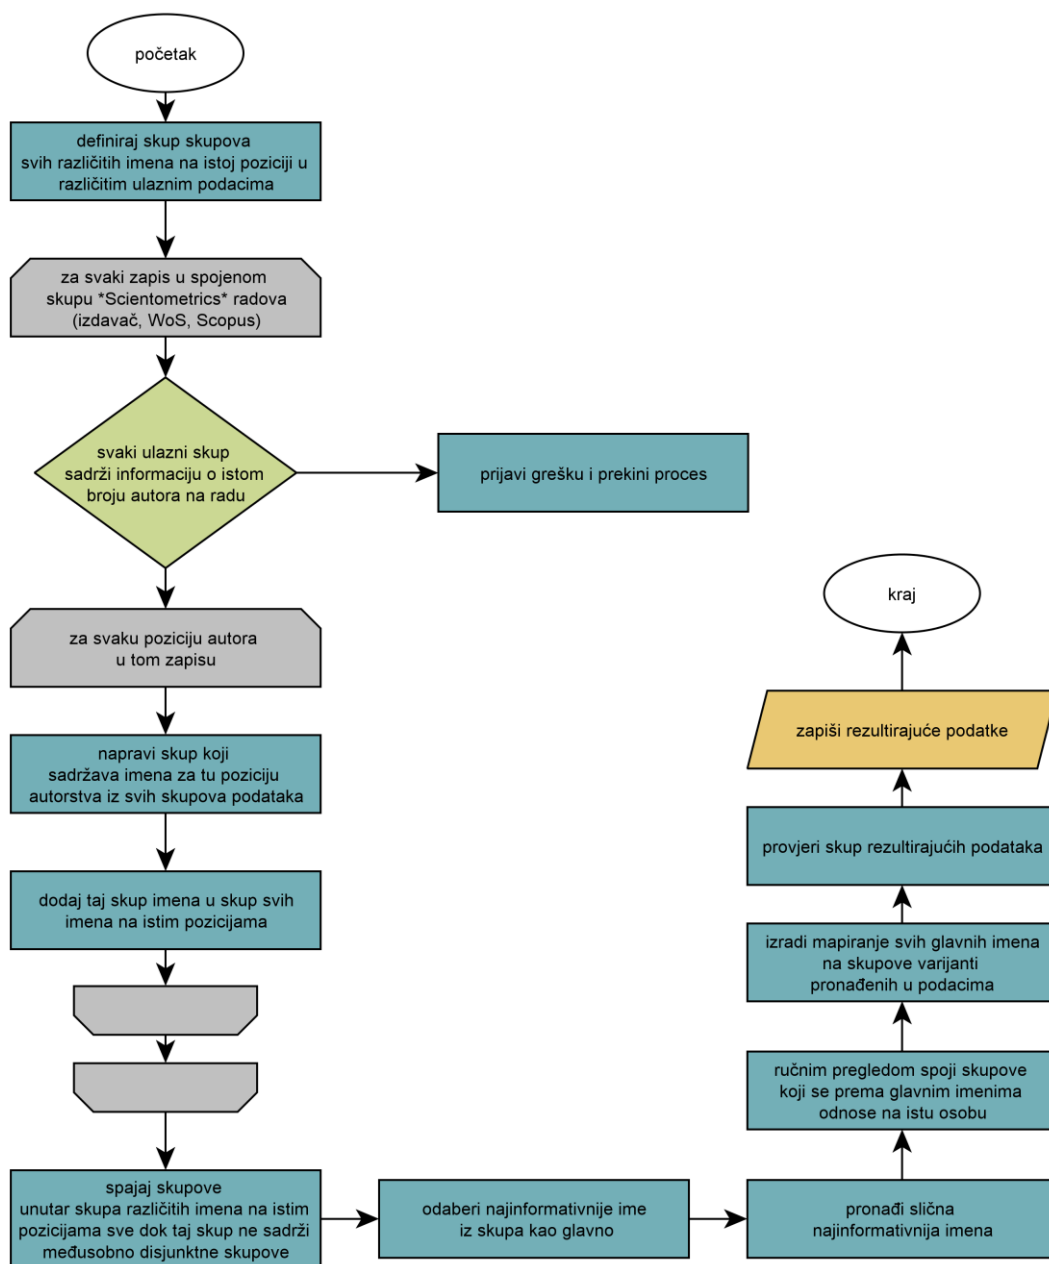 početak
definiraj skup skupova
svih različitih imena na istoj poziciji u
različitim ulaznim podacima
za svaki zapis u spojenom
skupu *Scientometrics* radova
(izdavač, WoS, Scopus)
svaki ulazni skup
sadrži informaciju o istom
broju autora na radu
prijavi grešku i prekini proces
za svaku poziciju autora
u tom zapisu
napravi skup koji
sadržava imena za tu poziciju
autorstva iz svih skupova podataka
dodaj taj skup imena u skup svih
imena na istim pozicijama
spajaj skupove
unutar skupa različitih imena na istim
pozicijama sve dok taj skup ne sadrži
međusobno disjunktne skupove
odaberi najinformativnije ime
iz skupa kao glavno
pronađi slična
najinformativnija imena
ručnim pregledom spoji skupove
koji se prema glavnim imenima
odnose na istu osobu
izradi mapiranje svih glavnih imena
na skupove varijanti
pronađenih u podacima
provjeri skup rezultirajućih podataka
zapiši rezultirajuće podatke
kraj